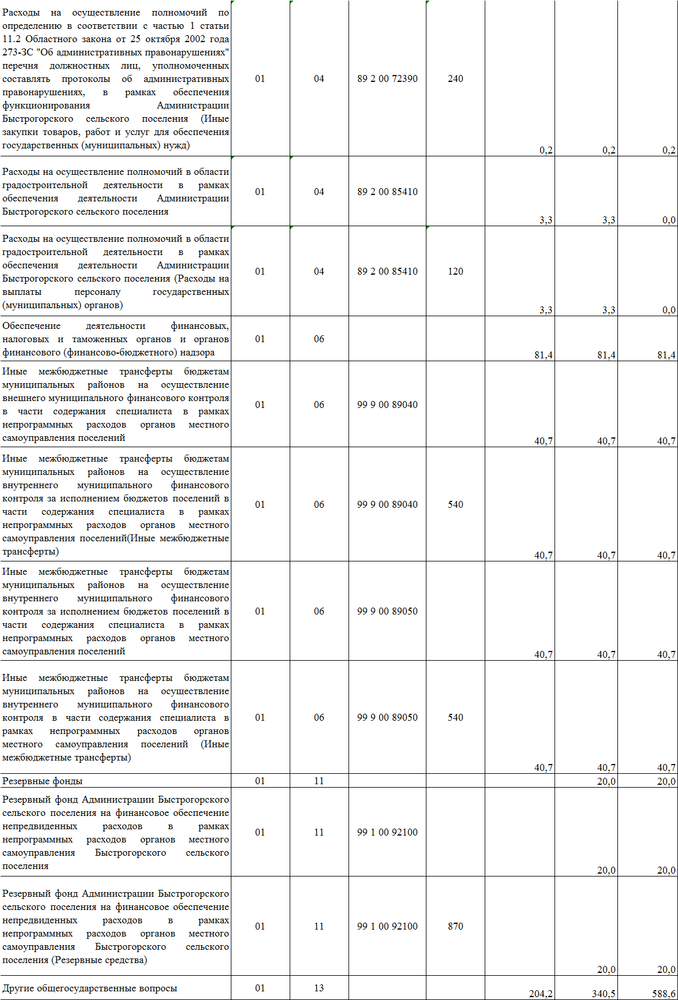 Расходы на осуществление полномочий по
определению в соответствии с частью 1 статьи
11.2 Областного закона от 25 октября 2002 года
273-ЗС "Об административных правонарушениях"
перечня должностных лиц, уполномоченных
составлять протоколы об административных
правонарушениях, в рамках обеспечения
функционирования Администрации
Быстрогорского сельского поселения (Иные
закупки товаров, работ и услуг для обеспечения
государственных (муниципальных) нужд)
01 04 89 2 00 72390 240 0,2 0,2 0,2
Расходы на осуществление полномочий в области
градостроительной деятельности в рамках
обеспечения деятельности Администрации
Быстрогорского сельского поселения
01 04 89 2 00 85410 3,3 3,3 0,0
Расходы на осуществление полномочий в области
градостроительной деятельности в рамках
обеспечения деятельности Администрации
Быстрогорского сельского поселения (Расходы на
выплаты персоналу государственных
(муниципальных) органов)
01 04 89 2 00 85410 120 3,3 3,3 0,0
Обеспечение деятельности финансовых,
налоговых и таможенных органов и органов
финансового (финансово-бюджетного) надзора
01 06 81,4 81,4 81,4
Иные межбюджетные трансферты бюджетам
муниципальных районов на осуществление
внешнего муниципального финансового контроля
в части содержания специалиста в рамках
непрограммных расходов органов местного
самоуправления поселений
01 06 99 9 00 89040 40,7 40,7 40,7
Иные межбюджетные трансферты бюджетам
муниципальных районов на осуществление
внутреннего муниципального финансового
контроля за исполнением бюджетов поселений в
части содержания специалиста в рамках
непрограммных расходов органов местного
самоуправления поселений(Иные межбюджетные
трансферты)
01 06 99 9 00 89040 540 40,7 40,7 40,7
Иные межбюджетные трансферты бюджетам
муниципальных районов на осуществление
внутреннего муниципального финансового
контроля за исполнением бюджетов поселений в
части содержания специалиста в рамках
непрограммных расходов органов местного
самоуправления поселений
01 06 99 9 00 89050 40,7 40,7 40,7
Иные межбюджетные трансферты бюджетам
муниципальных районов на осуществление
внутреннего муниципального финансового
контроля в части содержания специалиста в
рамках непрограммных расходов органов
местного самоуправления поселений (Иные
межбюджетные трансферты)
01 06 99 9 00 89050 540 40,7 40,7 40,7
Резервные фонды 01 11 20,0 20,0
Резервный фонд Администрации Быстрогорского
сельского поселения на финансовое обеспечение
непредвиденных расходов в рамках
непрограммных расходов органов местного
самоуправления Быстрогорского сельского
поселения
01 11 99 1 00 92100 20,0 20,0
Резервный фонд Администрации Быстрогорского
сельского поселения на финансовое обеспечение
непредвиденных расходов в рамках
непрограммных расходов органов местного
самоуправления Быстрогорского сельского
поселения (Резервные средства)
01 11 99 1 00 92100 870 20,0 20,0
Другие общегосударственные вопросы 01 13 204,2 340,5 588,6